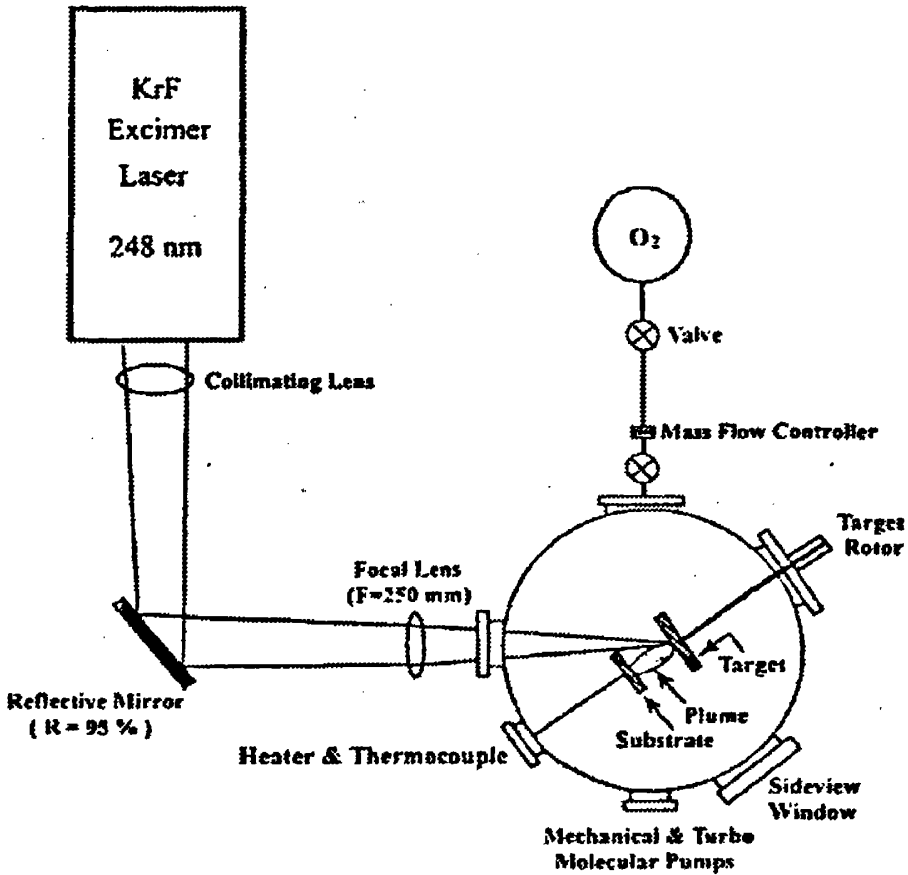 KrF
Excimer
Laser
248 nm
O₂
Valve
Collimating Lens
Mass Flow Controller
Target
Rotor
Focal Lens
(F=250 mm)
Target
Reflective Mirror
( R = 95 % )
Plume
Substrate
Heater & Thermocouple
Sideview
Window
Mechanical & Turbo
Molecular Pumps